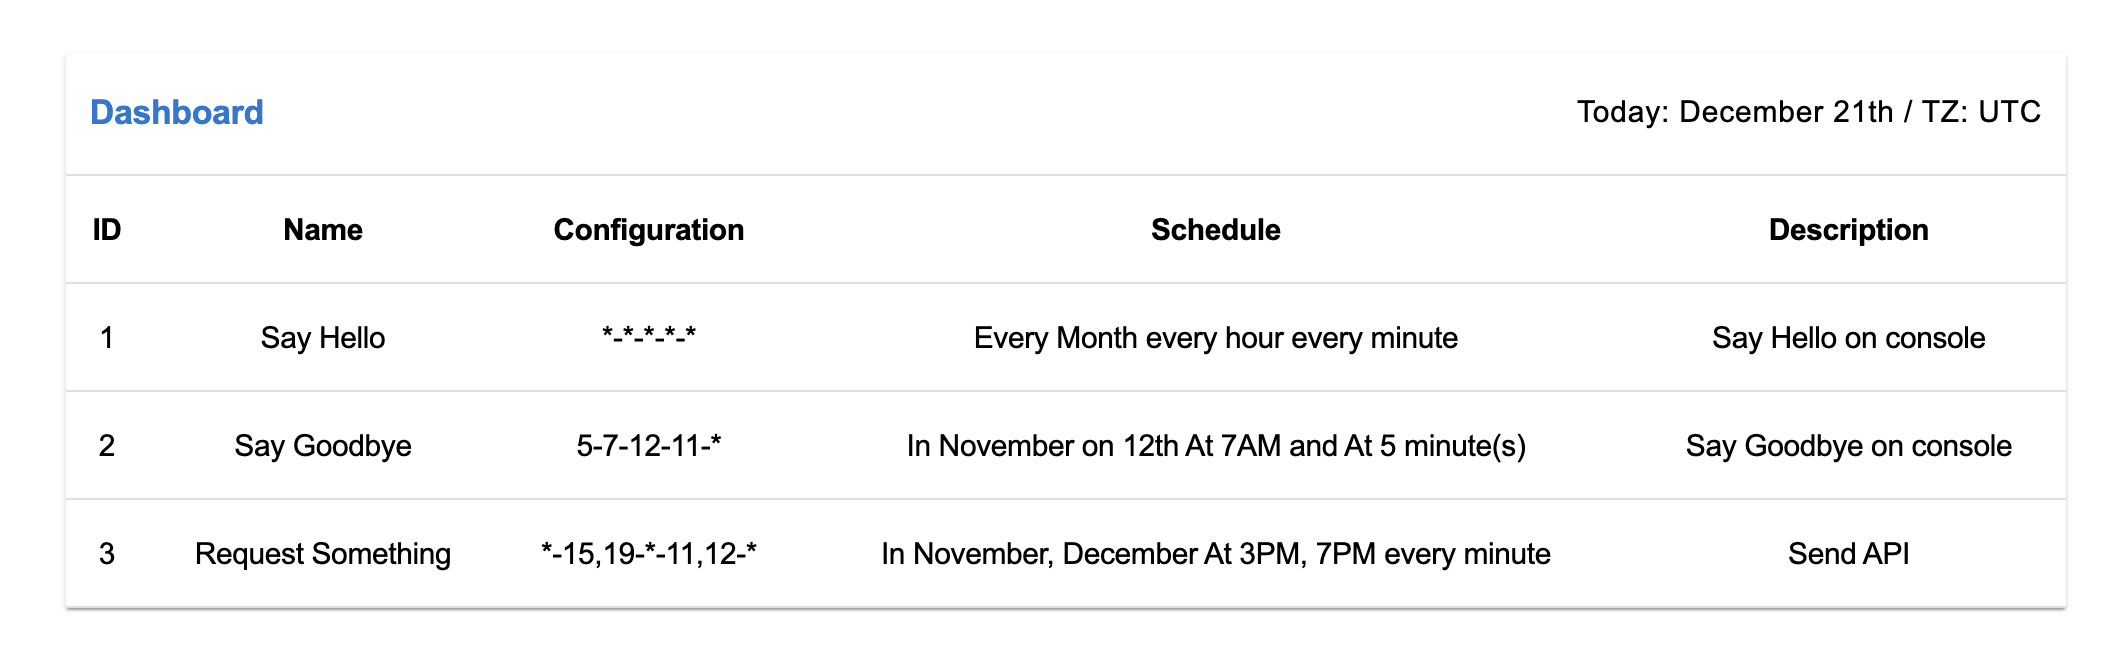 Dashboard Today: December 21th / TZ: UTC
ID Name Configuration Schedule Description
1 Say Hello *-*-*-*-* Every Month every hour every minute Say Hello on console
2 Say Goodbye 5-7-12-11-* In November on 12th At 7AM and At 5 minute(s) Say Goodbye on console
3 Request Something *-15,19-*-11,12-* In November, December At 3PM, 7PM every minute Send API